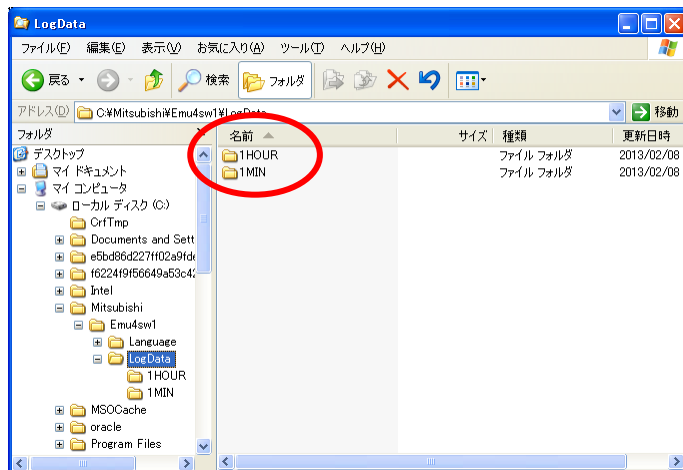 LogData
ファイル(F) 編集(E) 表示(V) お気に入り(A) ツール(T) ヘルプ(H)
戻る 検索 フォルダ
アドレス(D) C:¥Mitsubishi¥Emu4sw1¥LogData 移動
フォルダ
デスクトップ
マイ ドキュメント
マイ コンピュータ
ローカル ディスク (C:)
CrfTmp
Documents and Sett
e5bd86d227ff02a9fde
f6224f9f56649a53c42
Intel
Mitsubishi
Emu4sw1
Language
LogData
1HOUR
1MIN
MSOCache
oracle
Program Files
名前 サイズ 種類 更新日時
1HOUR ファイル フォルダ 2013/02/08
1MIN ファイル フォルダ 2013/02/08